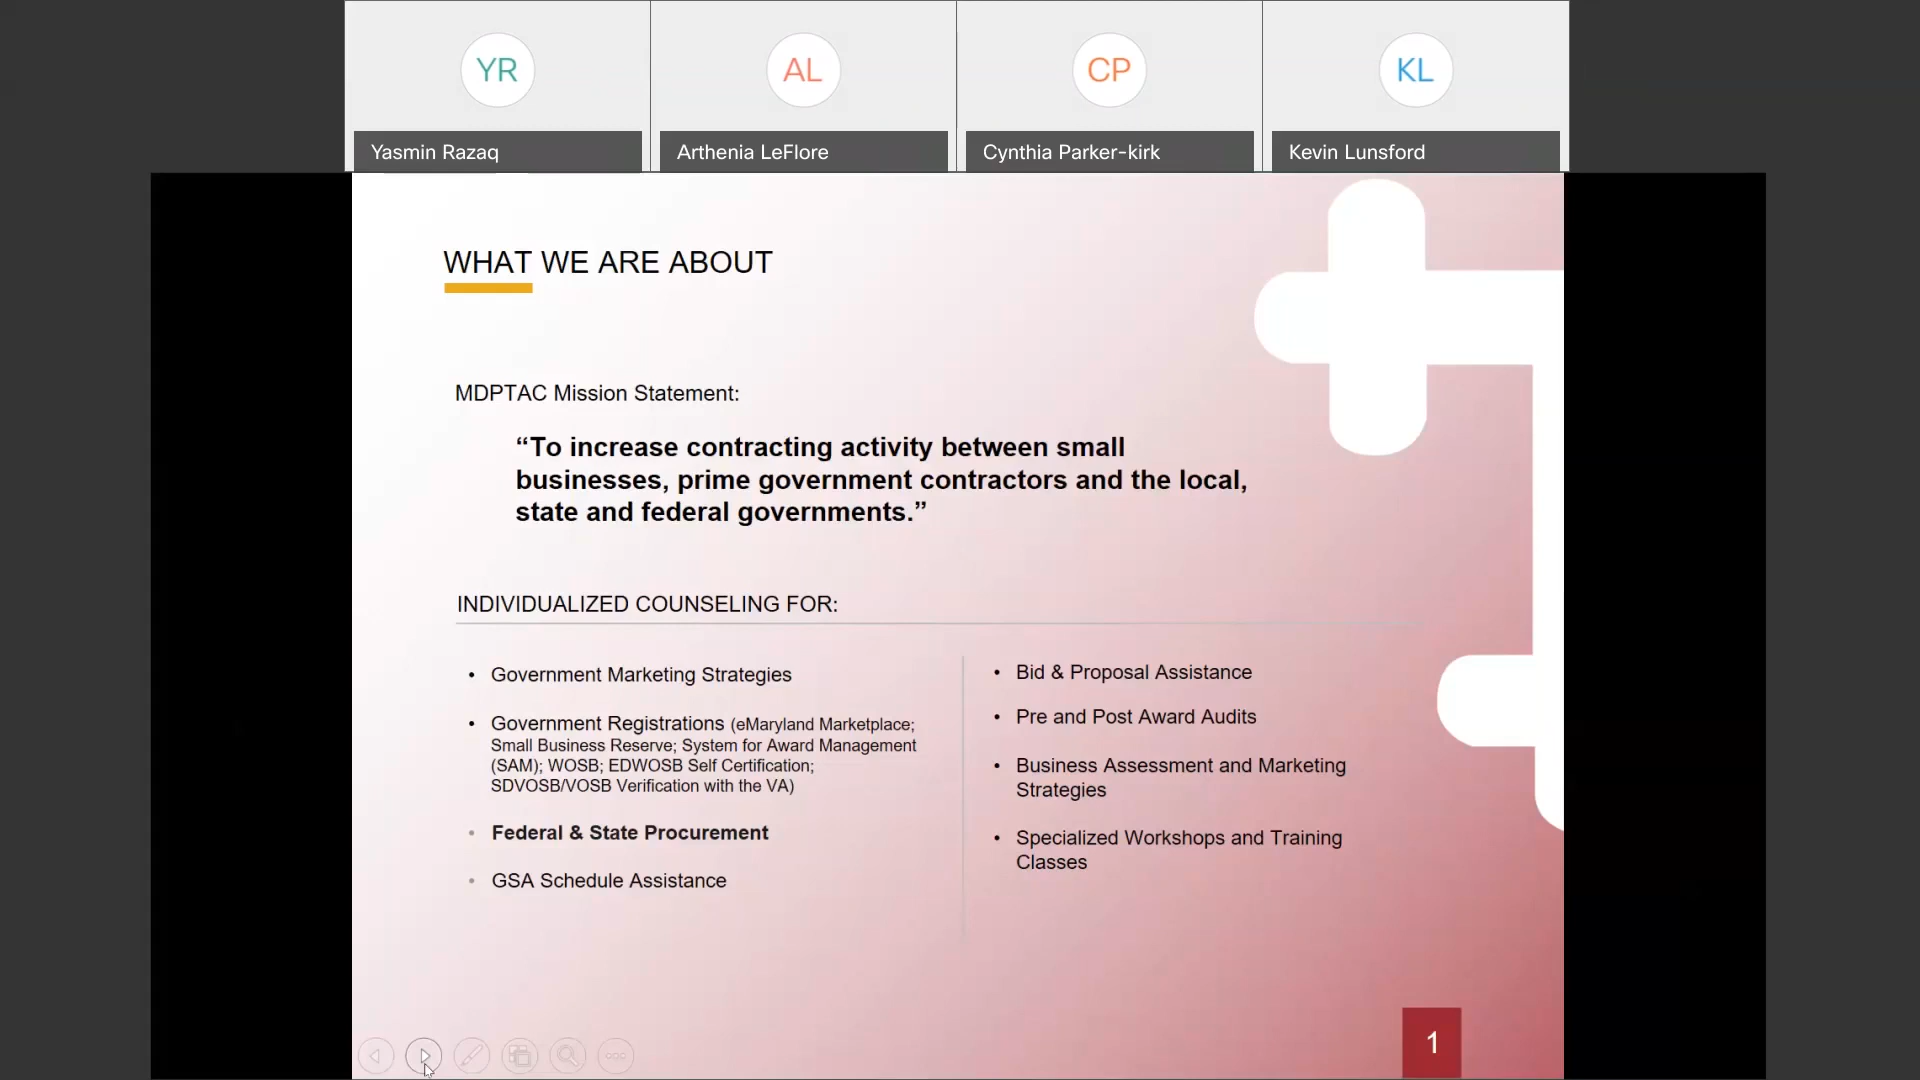 YR
AL
CP
KL
Yasmin Razaq
Arthenia LeFlore
Cynthia Parker-kirk
Kevin Lunsford
WHAT WE ARE ABOUT
MDPTAC Mission Statement:
“To increase contracting activity between small
businesses, prime government contractors and the local,
state and federal governments.”
INDIVIDUALIZED COUNSELING FOR:
• Government Marketing Strategies
• Government Registrations (eMaryland Marketplace;
Small Business Reserve; System for Award Management
(SAM); WOSB; EDWOSB Self Certification;
SDVOSB/VOSB Verification with the VA)
• Federal & State Procurement
• GSA Schedule Assistance
• Bid & Proposal Assistance
• Pre and Post Award Audits
• Business Assessment and Marketing
Strategies
• Specialized Workshops and Training
Classes
1